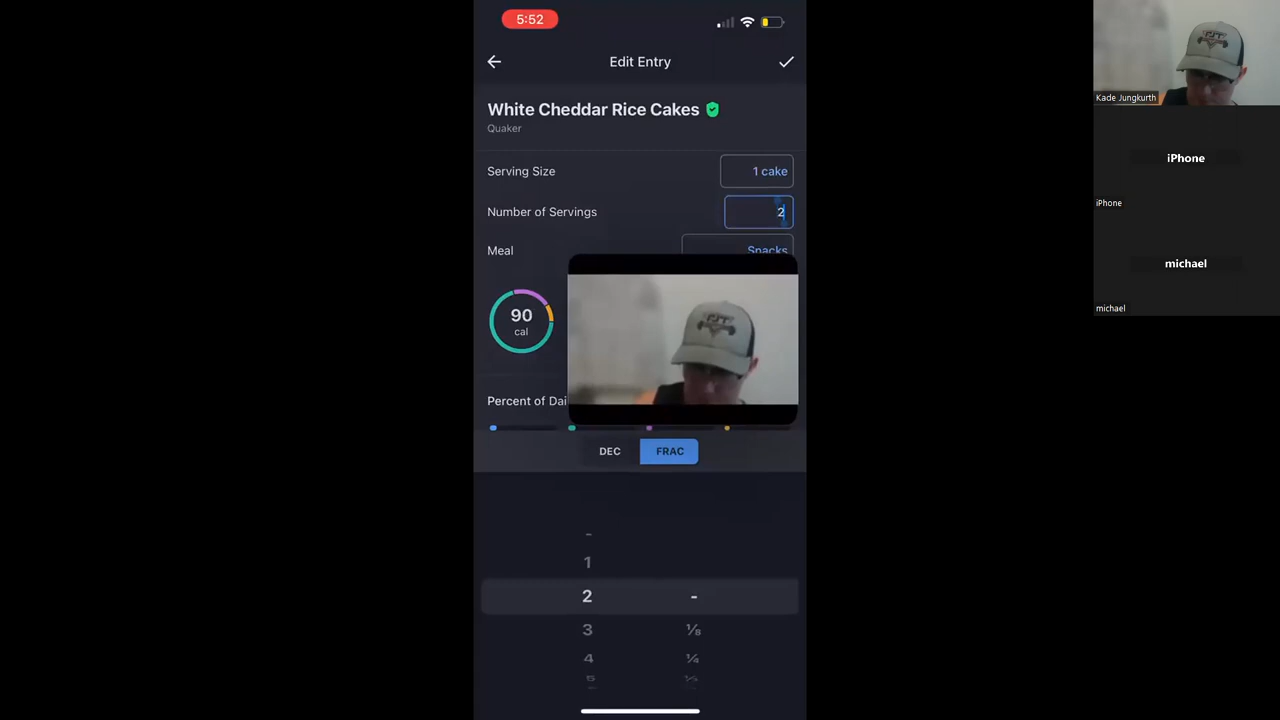 5:52
Edit Entry
White Cheddar Rice Cakes
Quaker
Serving Size
1 cake
Number of Servings
2
Meal
Snacks
90
cal
Percent of Dai
DEC
FRAC
-
1
2 -
3 ⅛
4 ¼
5
Kade Jungkurth
iPhone
iPhone
michael
michael